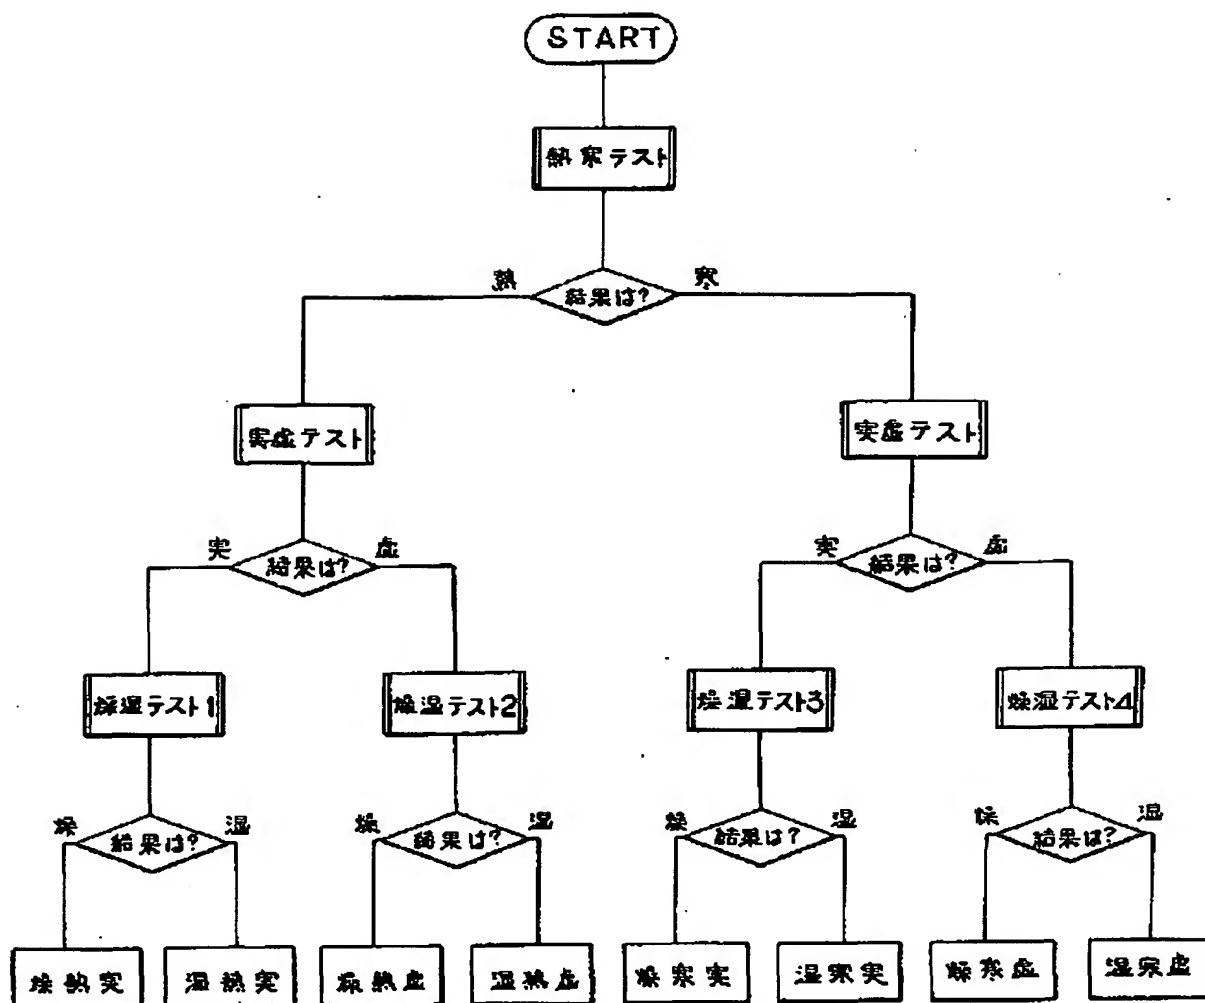 START
熱寒テスト
熱
結果は?
寒
実虚テスト
実虚テスト
実
結果は?
虚
実
結果は?
虚
燥湿テスト1
燥湿テスト2
燥湿テスト3
燥湿テスト4
燥
結果は?
湿
燥
結果は?
湿
燥
結果は?
湿
燥
結果は?
湿
燥熱実
湿熱実
燥熱虚
湿熱虚
燥寒実
湿寒実
燥寒虚
湿寒虚